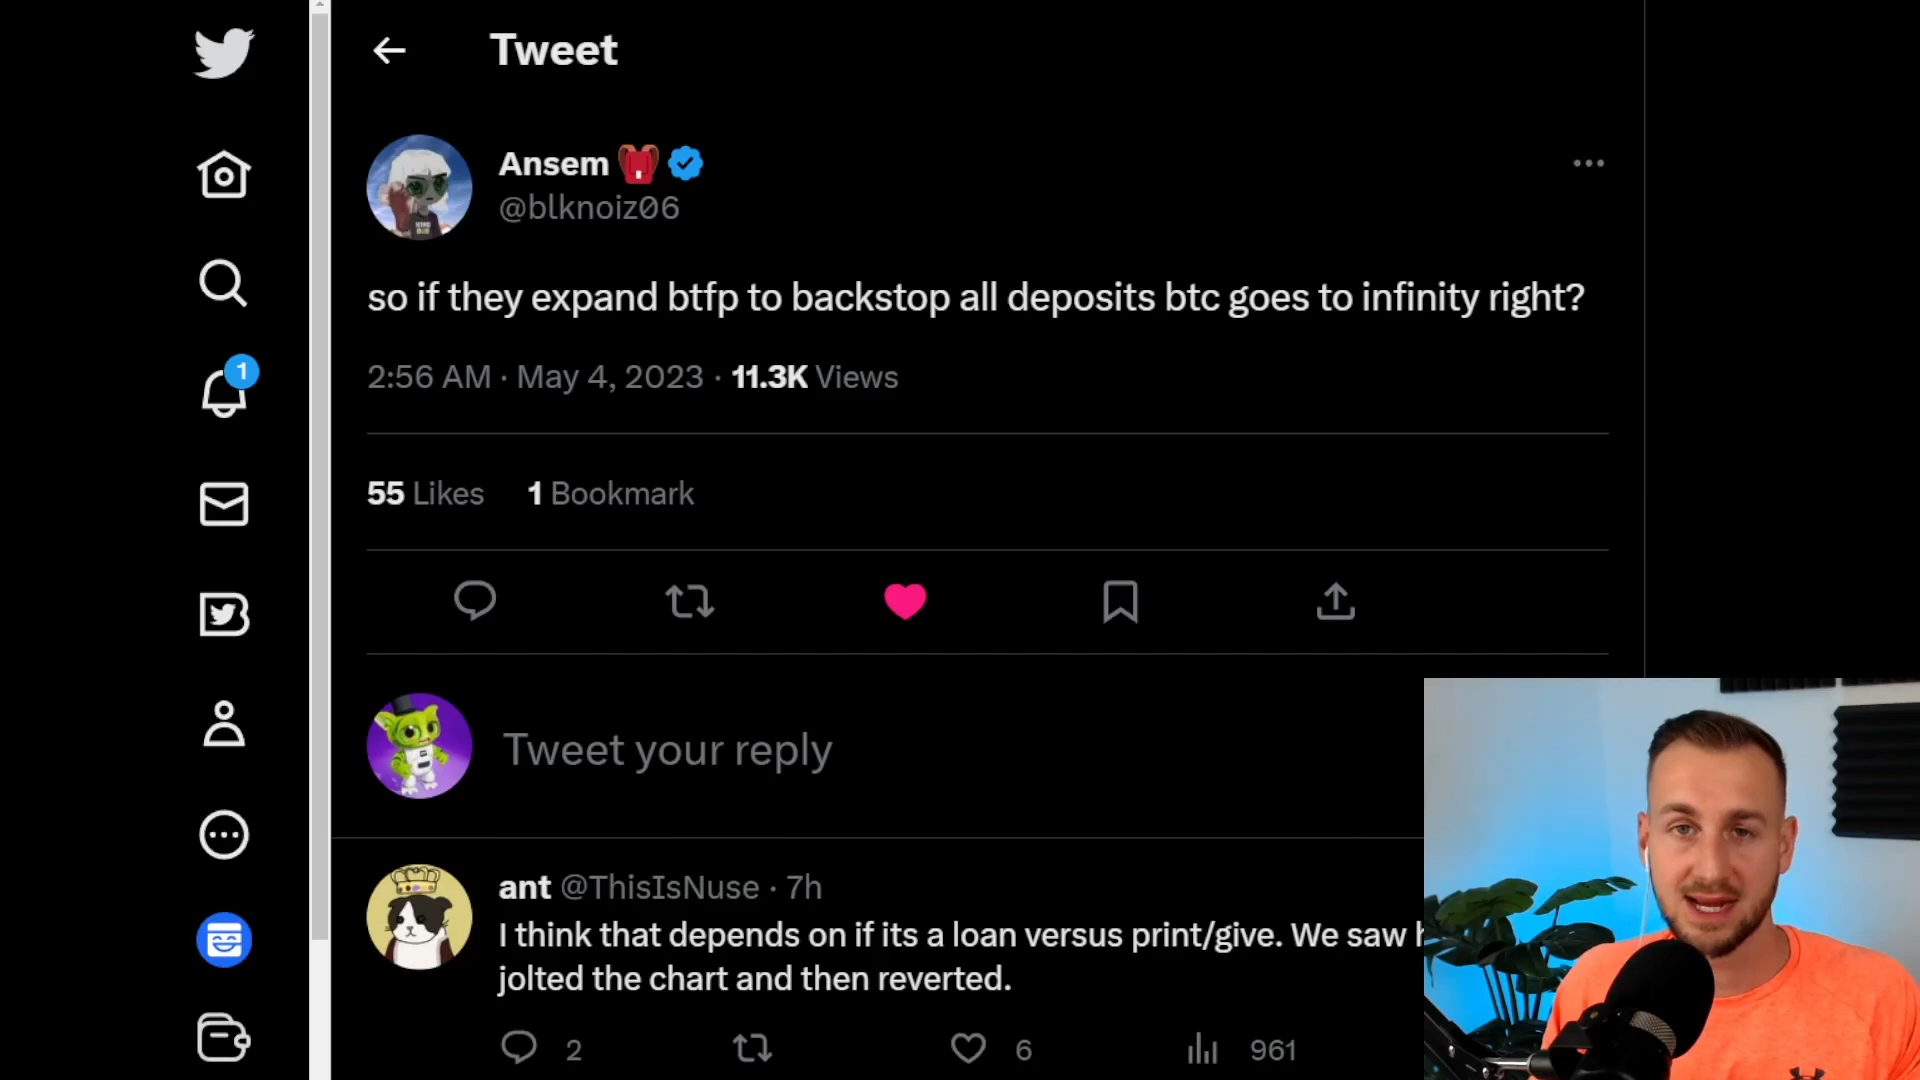 Tweet
Ansem
@blknoiz06
so if they expand btfp to backstop all deposits btc goes to infinity right?
2:56 AM · May 4, 2023 · 11.3K Views
1
55 Likes 1 Bookmark
Tweet your reply
ant @ThisIsNuse · 7h
I think that depends on if its a loan versus print/give. We saw
jolted the chart and then reverted.
2 6 961